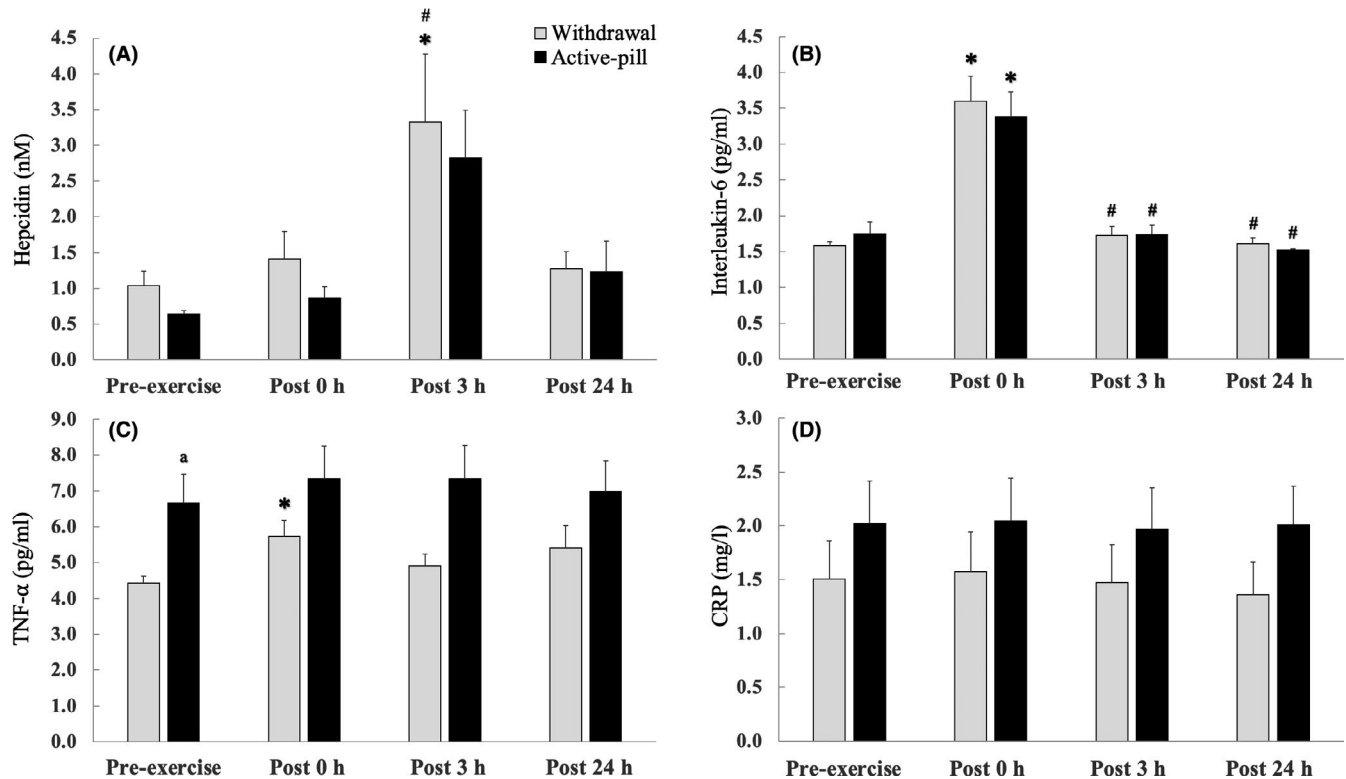 (A)
#
*
Withdrawal
Active-pill
Hepcidin (nM)
4.5
4.0
3.5
3.0
2.5
2.0
1.5
1.0
0.5
0.0
Pre-exercise Post 0 h Post 3 h Post 24 h
(B)
* *
# # # #
Interleukin-6 (pg/ml)
4.5
4.0
3.5
3.0
2.5
2.0
1.5
1.0
0.5
0.0
Pre-exercise Post 0 h Post 3 h Post 24 h
(C)
a
*
TNF-α (pg/ml)
9.0
8.0
7.0
6.0
5.0
4.0
3.0
2.0
1.0
0.0
Pre-exercise Post 0 h Post 3 h Post 24 h
(D)
CRP (mg/l)
3.0
2.5
2.0
1.5
1.0
0.5
0.0
Pre-exercise Post 0 h Post 3 h Post 24 h